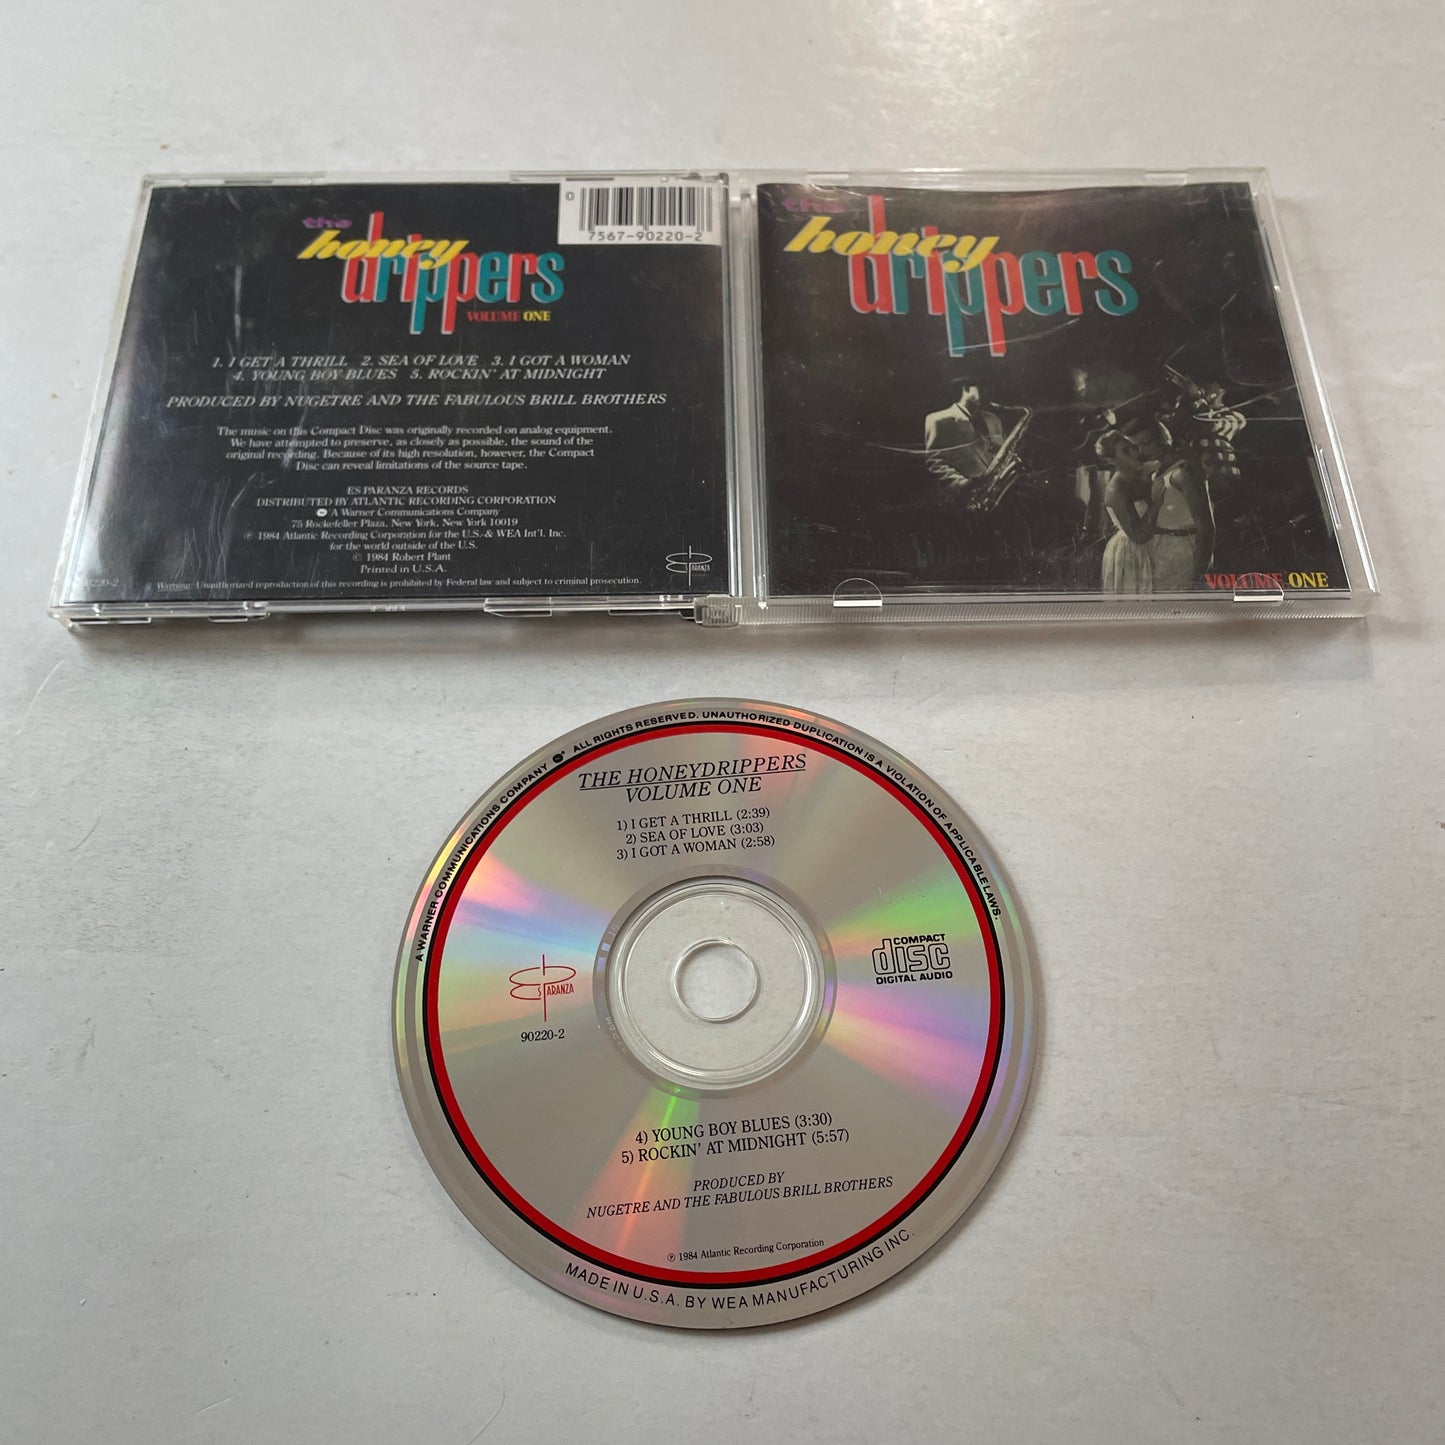 the
honey
drippers
VOLUME ONE
0
7567-90220-2
1. I GET A THRILL 2. SEA OF LOVE 3. I GOT A WOMAN
4. YOUNG BOY BLUES 5. ROCKIN' AT MIDNIGHT
PRODUCED BY NUGETRE AND THE FABULOUS BRILL BROTHERS
The music on this Compact Disc was originally recorded on analog equipment.
We have attempted to preserve, as closely as possible, the sound of the
original recording. Because of its high resolution, however, the Compact
Disc can reveal limitations of the source tape.
ES PARANZA RECORDS
DISTRIBUTED BY ATLANTIC RECORDING CORPORATION
A Warner Communications Company
75 Rockefeller Plaza, New York, New York 10019
℗ 1984 Atlantic Recording Corporation for the U.S. & WEA Int'l. Inc.
for the world outside of the U.S.
© 1984 Robert Plant
Printed in U.S.A.
220-2
Warning: Unauthorized reproduction of this recording is prohibited by Federal law and subject to criminal prosecution.
ES PARANZA
the
honey
drippers
VOLUME ONE
A WARNER COMMUNICATIONS COMPANY ALL RIGHTS RESERVED. UNAUTHORIZED DUPLICATION IS A VIOLATION OF APPLICABLE LAWS.
THE HONEYDRIPPERS
VOLUME ONE
1) I GET A THRILL (2:39)
2) SEA OF LOVE (3:03)
3) I GOT A WOMAN (2:58)
ES PARANZA
90220-2
COMPACT
disc
DIGITAL AUDIO
4) YOUNG BOY BLUES (3:30)
5) ROCKIN' AT MIDNIGHT (5:57)
PRODUCED BY
NUGETRE AND THE FABULOUS BRILL BROTHERS
℗ 1984 Atlantic Recording Corporation
MADE IN U.S.A. BY WEA MANUFACTURING INC.